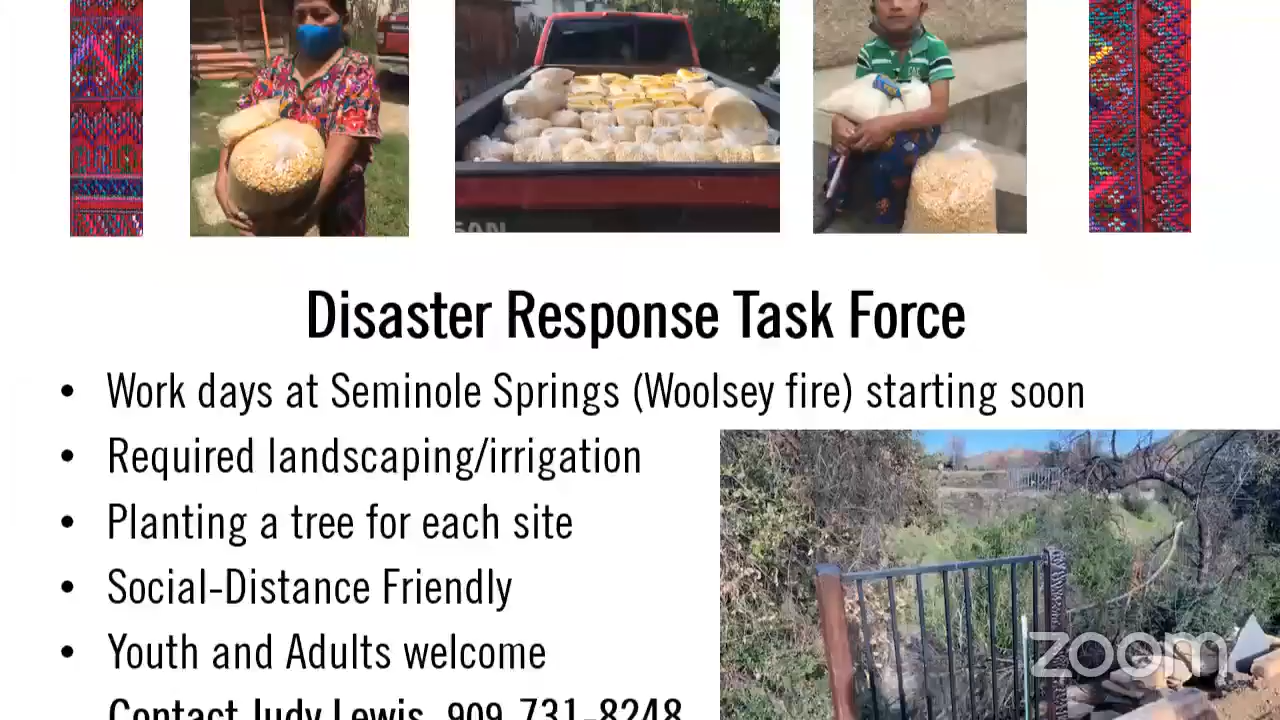 Disaster Response Task Force
• Work days at Seminole Springs (Woolsey fire) starting soon
• Required landscaping/irrigation
• Planting a tree for each site
• Social-Distance Friendly
• Youth and Adults welcome
Contact Judy Lewis 909-731-8248
zoom